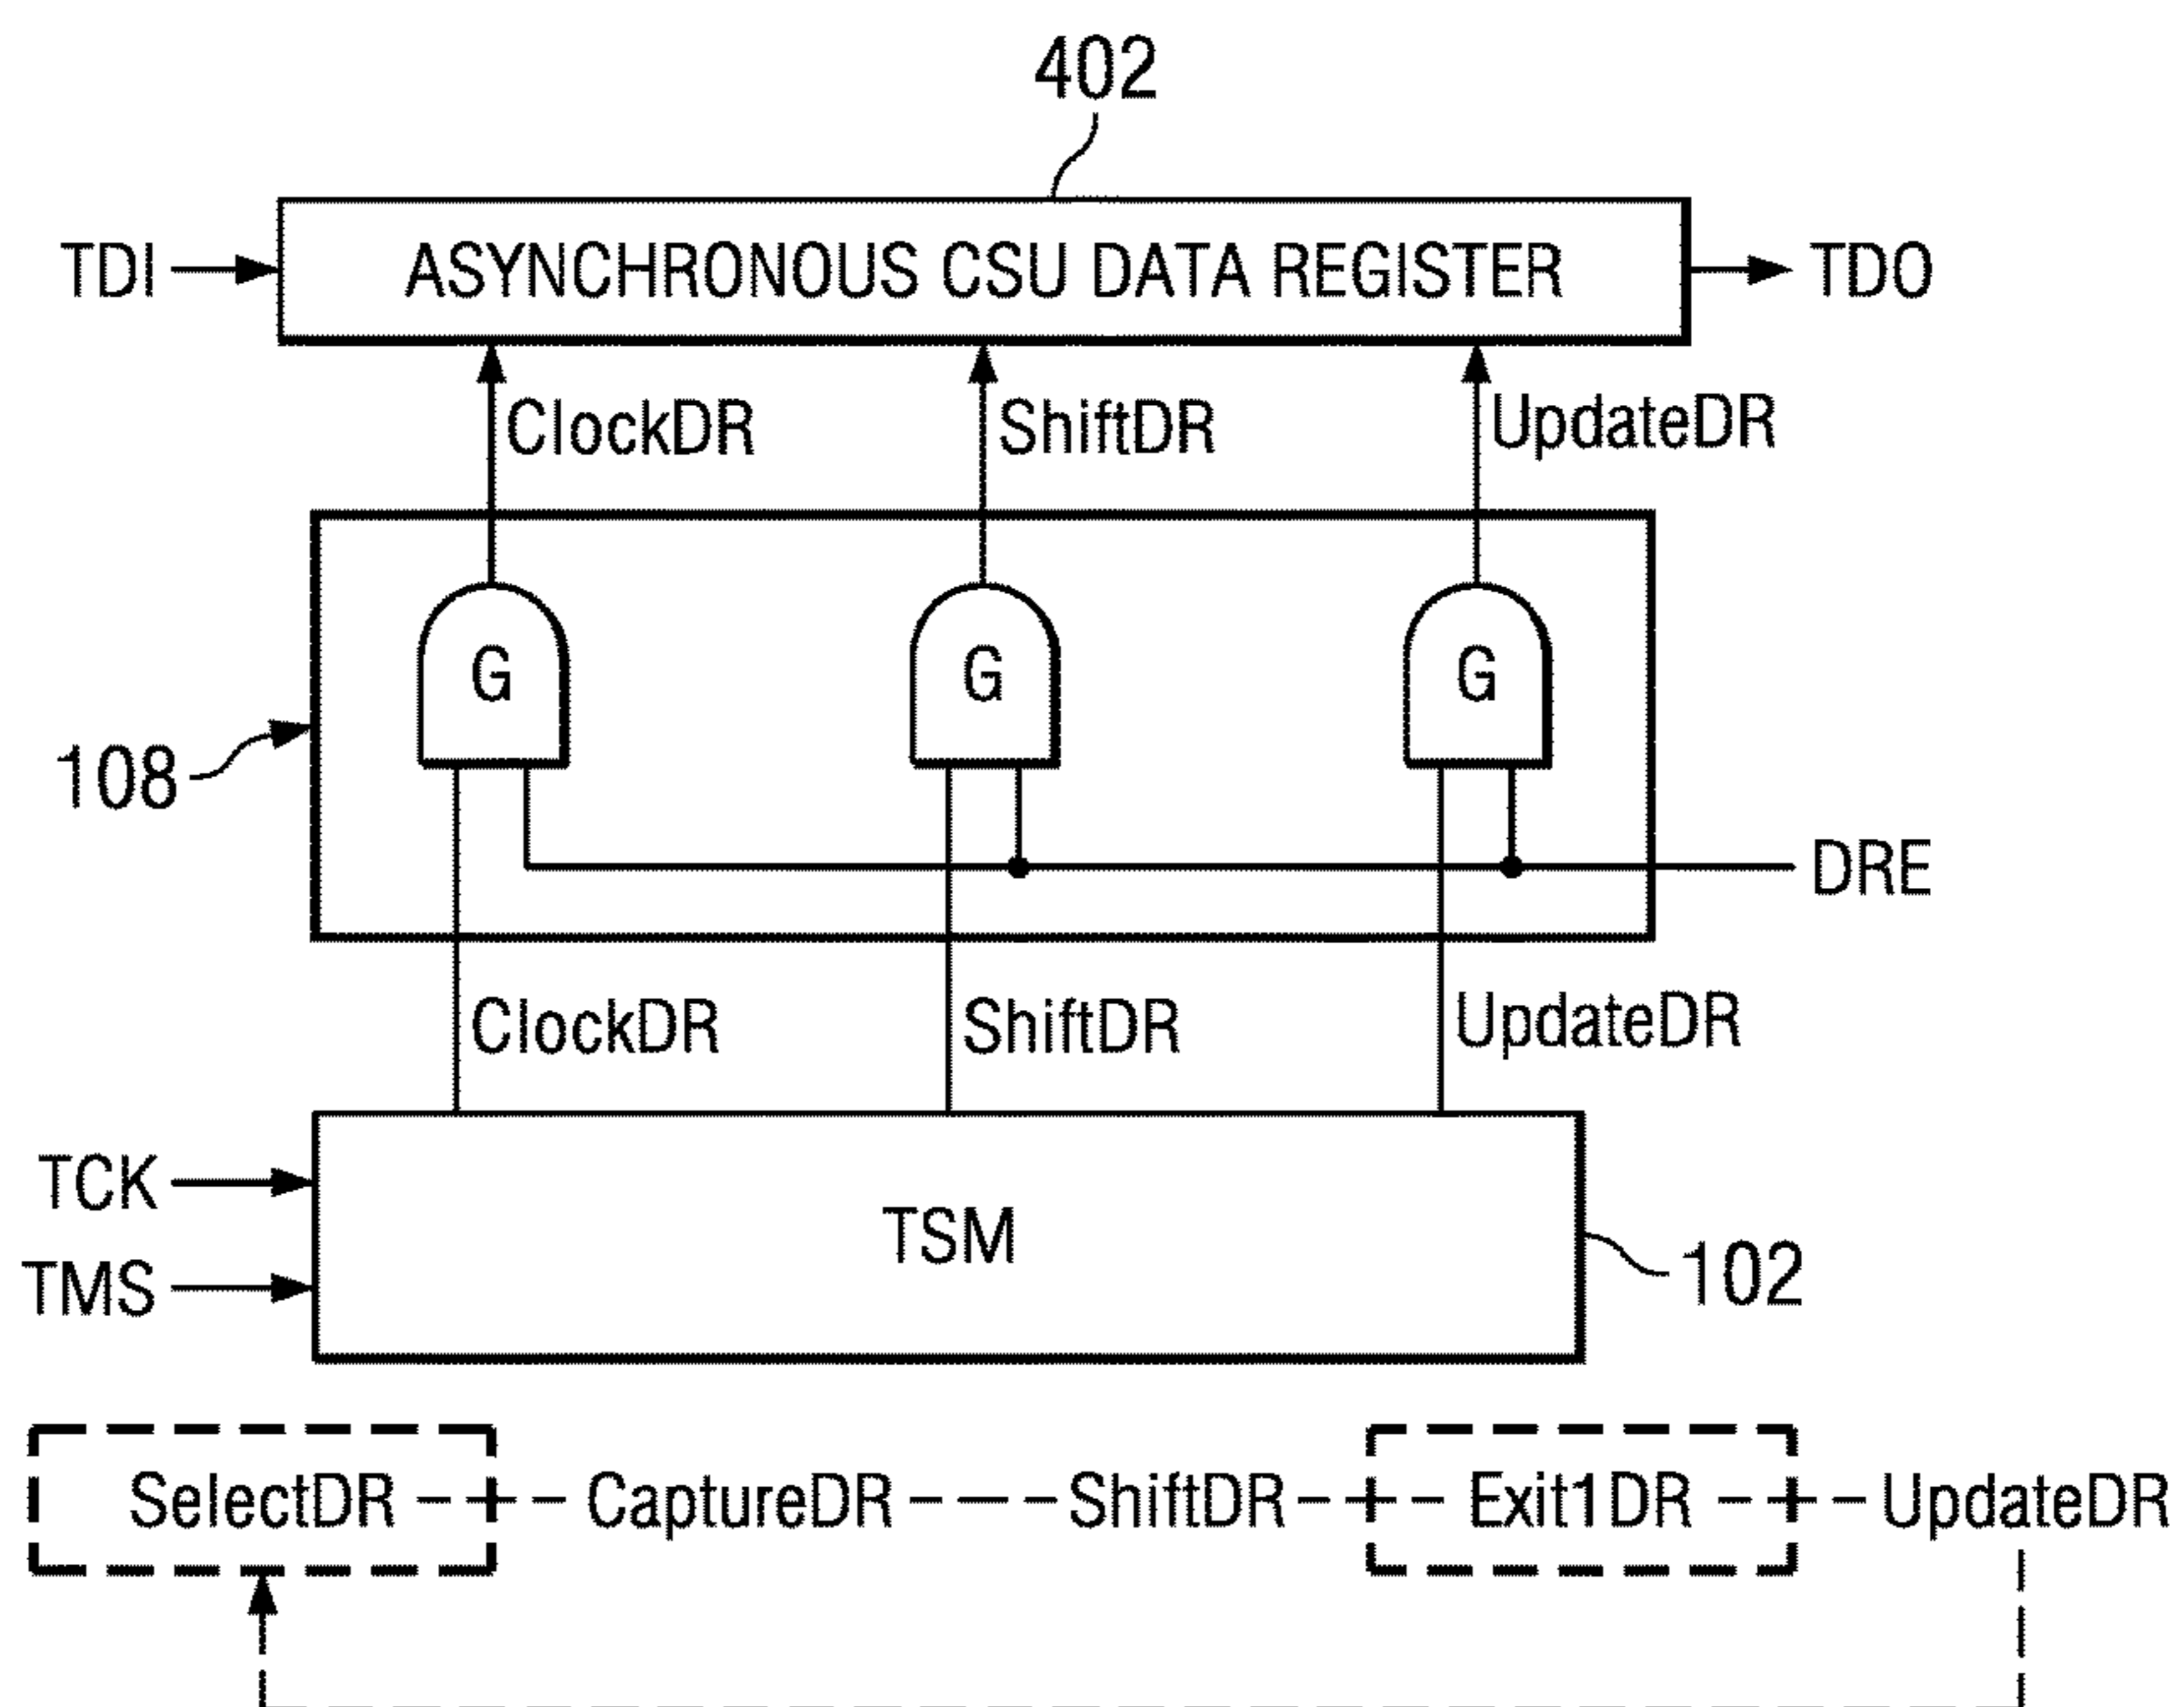 402
TDI
ASYNCHRONOUS CSU DATA REGISTER
TDO
ClockDR
ShiftDR
UpdateDR
G
G
G
108
DRE
ClockDR
ShiftDR
UpdateDR
TCK
TSM
TMS
102
SelectDR
CaptureDR
ShiftDR
Exit1DR
UpdateDR